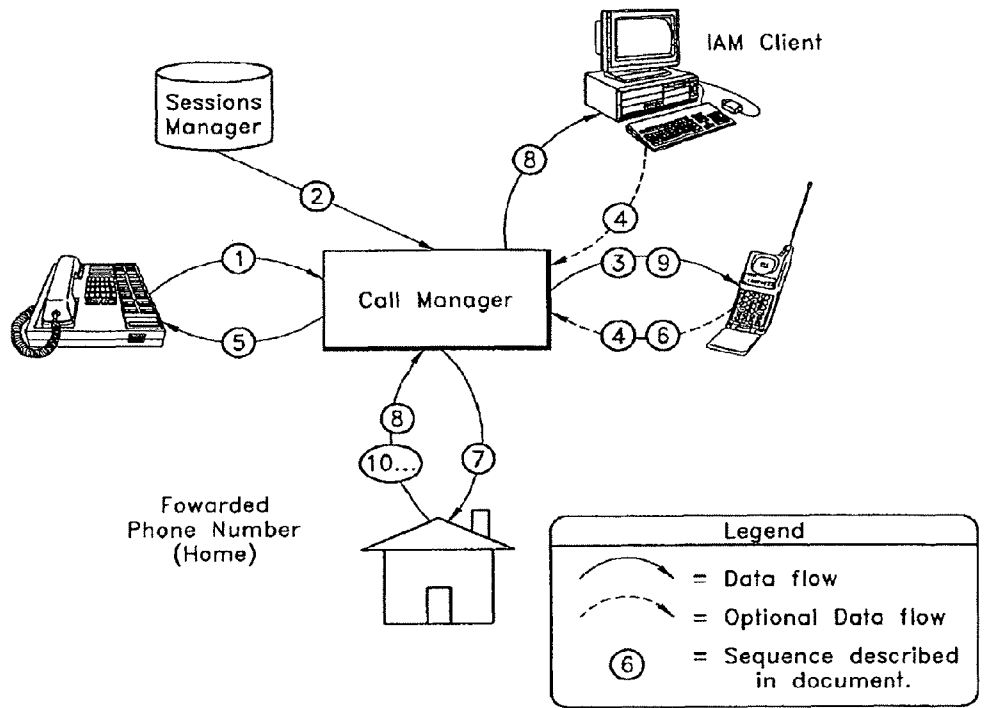 IAM Client
Sessions
Manager
8
2
4
1
3
9
Call Manager
5
4
6
8
10...
7
Fowarded
Phone Number
(Home)
Legend
= Data flow
= Optional Data flow
6
= Sequence described
in document.